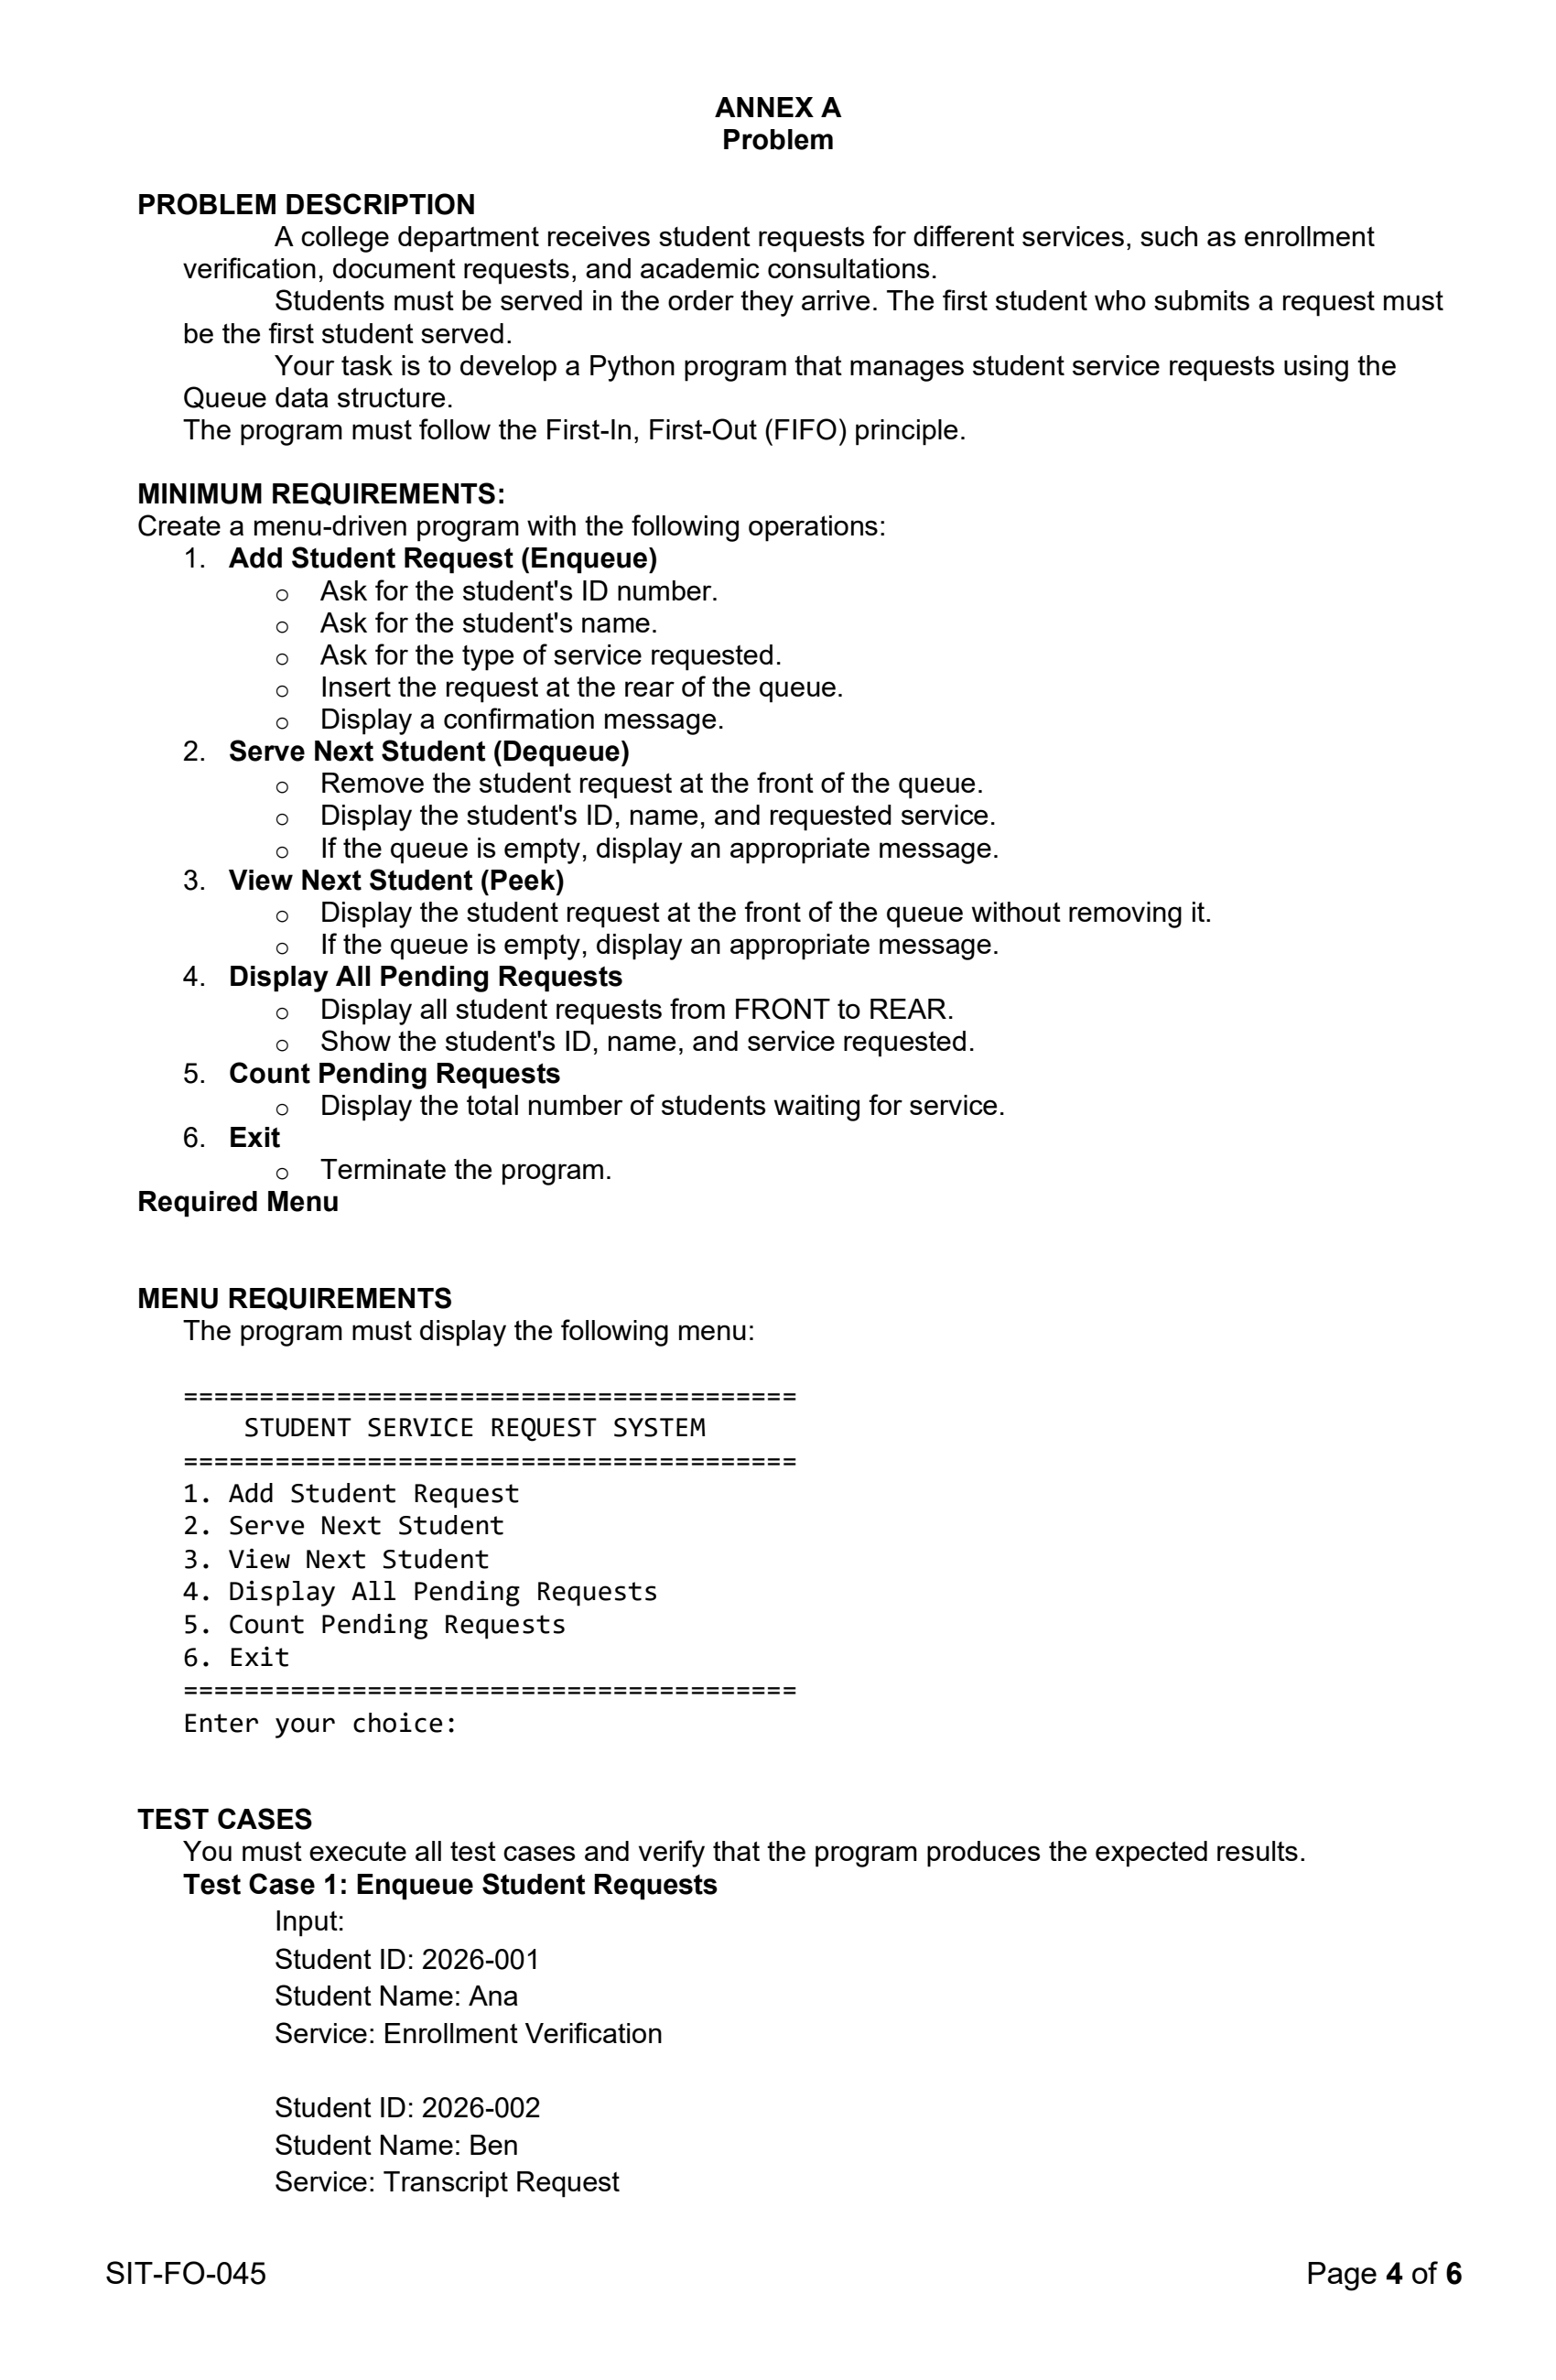 ANNEX A
Problem
PROBLEM DESCRIPTION
A college department receives student requests for different services, such as enrollment
verification, document requests, and academic consultations.
Students must be served in the order they arrive. The first student who submits a request must
be the first student served.
Your task is to develop a Python program that manages student service requests using the
Queue data structure.
The program must follow the First-In, First-Out (FIFO) principle.
MINIMUM REQUIREMENTS:
Create a menu-driven program with the following operations:
1. Add Student Request (Enqueue)
o Ask for the student's ID number.
o Ask for the student's name.
o Ask for the type of service requested.
o Insert the request at the rear of the queue.
o Display a confirmation message.
2. Serve Next Student (Dequeue)
o Remove the student request at the front of the queue.
o Display the student's ID, name, and requested service.
o If the queue is empty, display an appropriate message.
3. View Next Student (Peek)
o Display the student request at the front of the queue without removing it.
o If the queue is empty, display an appropriate message.
4. Display All Pending Requests
o Display all student requests from FRONT to REAR.
o Show the student's ID, name, and service requested.
5. Count Pending Requests
o Display the total number of students waiting for service.
6. Exit
o Terminate the program.
Required Menu
MENU REQUIREMENTS
The program must display the following menu:
========================================
STUDENT SERVICE REQUEST SYSTEM
========================================
1. Add Student Request
2. Serve Next Student
3. View Next Student
4. Display All Pending Requests
5. Count Pending Requests
6. Exit
========================================
Enter your choice:
TEST CASES
You must execute all test cases and verify that the program produces the expected results.
Test Case 1: Enqueue Student Requests
Input:
Student ID: 2026-001
Student Name: Ana
Service: Enrollment Verification
Student ID: 2026-002
Student Name: Ben
Service: Transcript Request
SIT-FO-045
Page 4 of 6